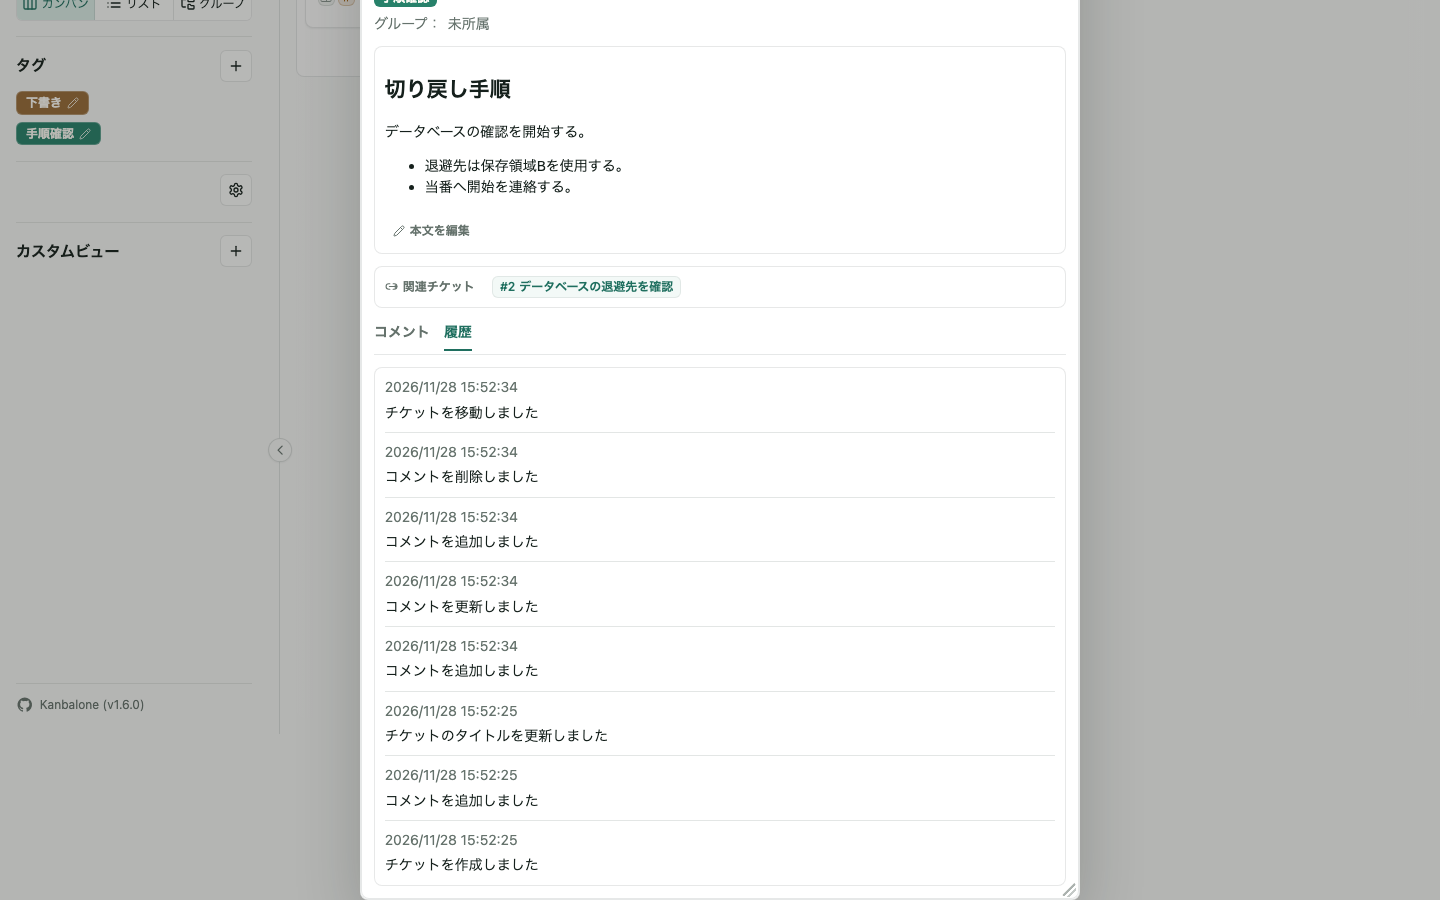 カンバン
リスト
グループ
タグ
下書き
手順確認
カスタムビュー
Kanbalone (v1.6.0)
手順確認
グループ： 未所属
切り戻し手順
データベースの確認を開始する。
退避先は保存領域Bを使用する。
当番へ開始を連絡する。
本文を編集
関連チケット #2 データベースの退避先を確認
コメント 履歴
2026/11/28 15:52:34
チケットを移動しました
2026/11/28 15:52:34
コメントを削除しました
2026/11/28 15:52:34
コメントを追加しました
2026/11/28 15:52:34
コメントを更新しました
2026/11/28 15:52:34
コメントを追加しました
2026/11/28 15:52:25
チケットのタイトルを更新しました
2026/11/28 15:52:25
コメントを追加しました
2026/11/28 15:52:25
チケットを作成しました